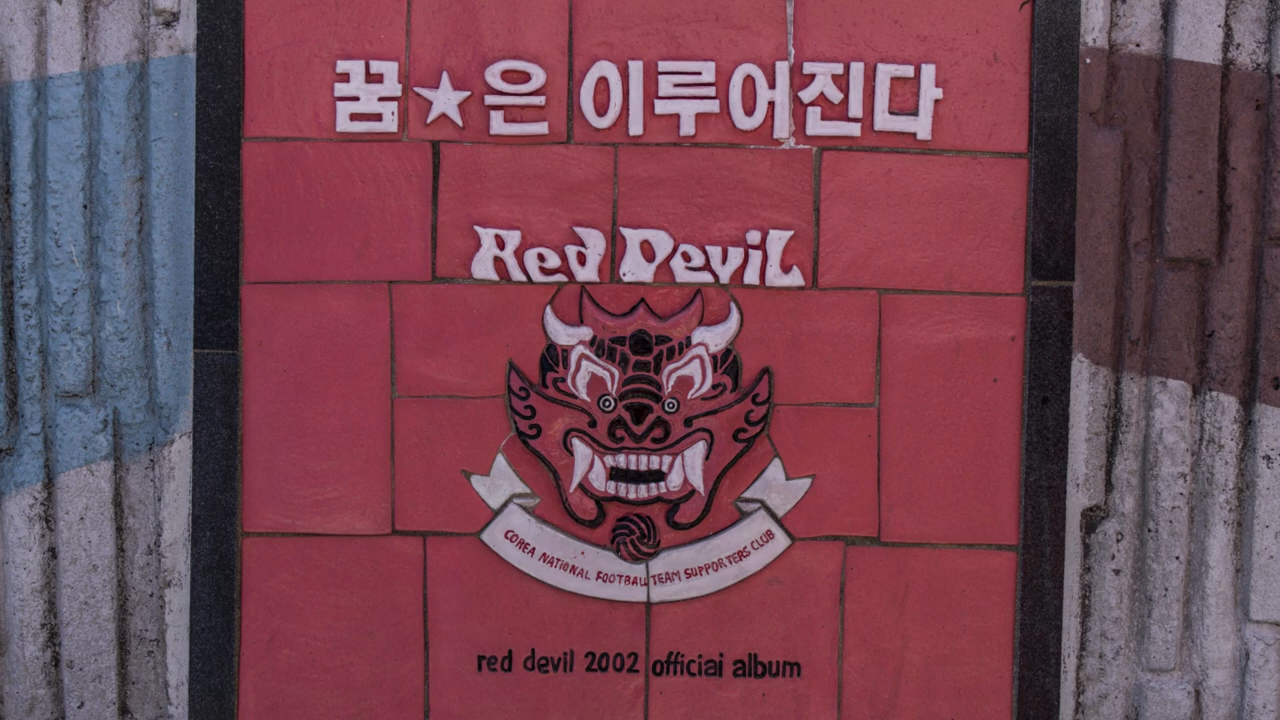 꿈★은 이루어진다
Red Devil
COREA NATIONAL FOOTBALL TEAM SUPPORTERS CLUB
red devil 2002 officiai album